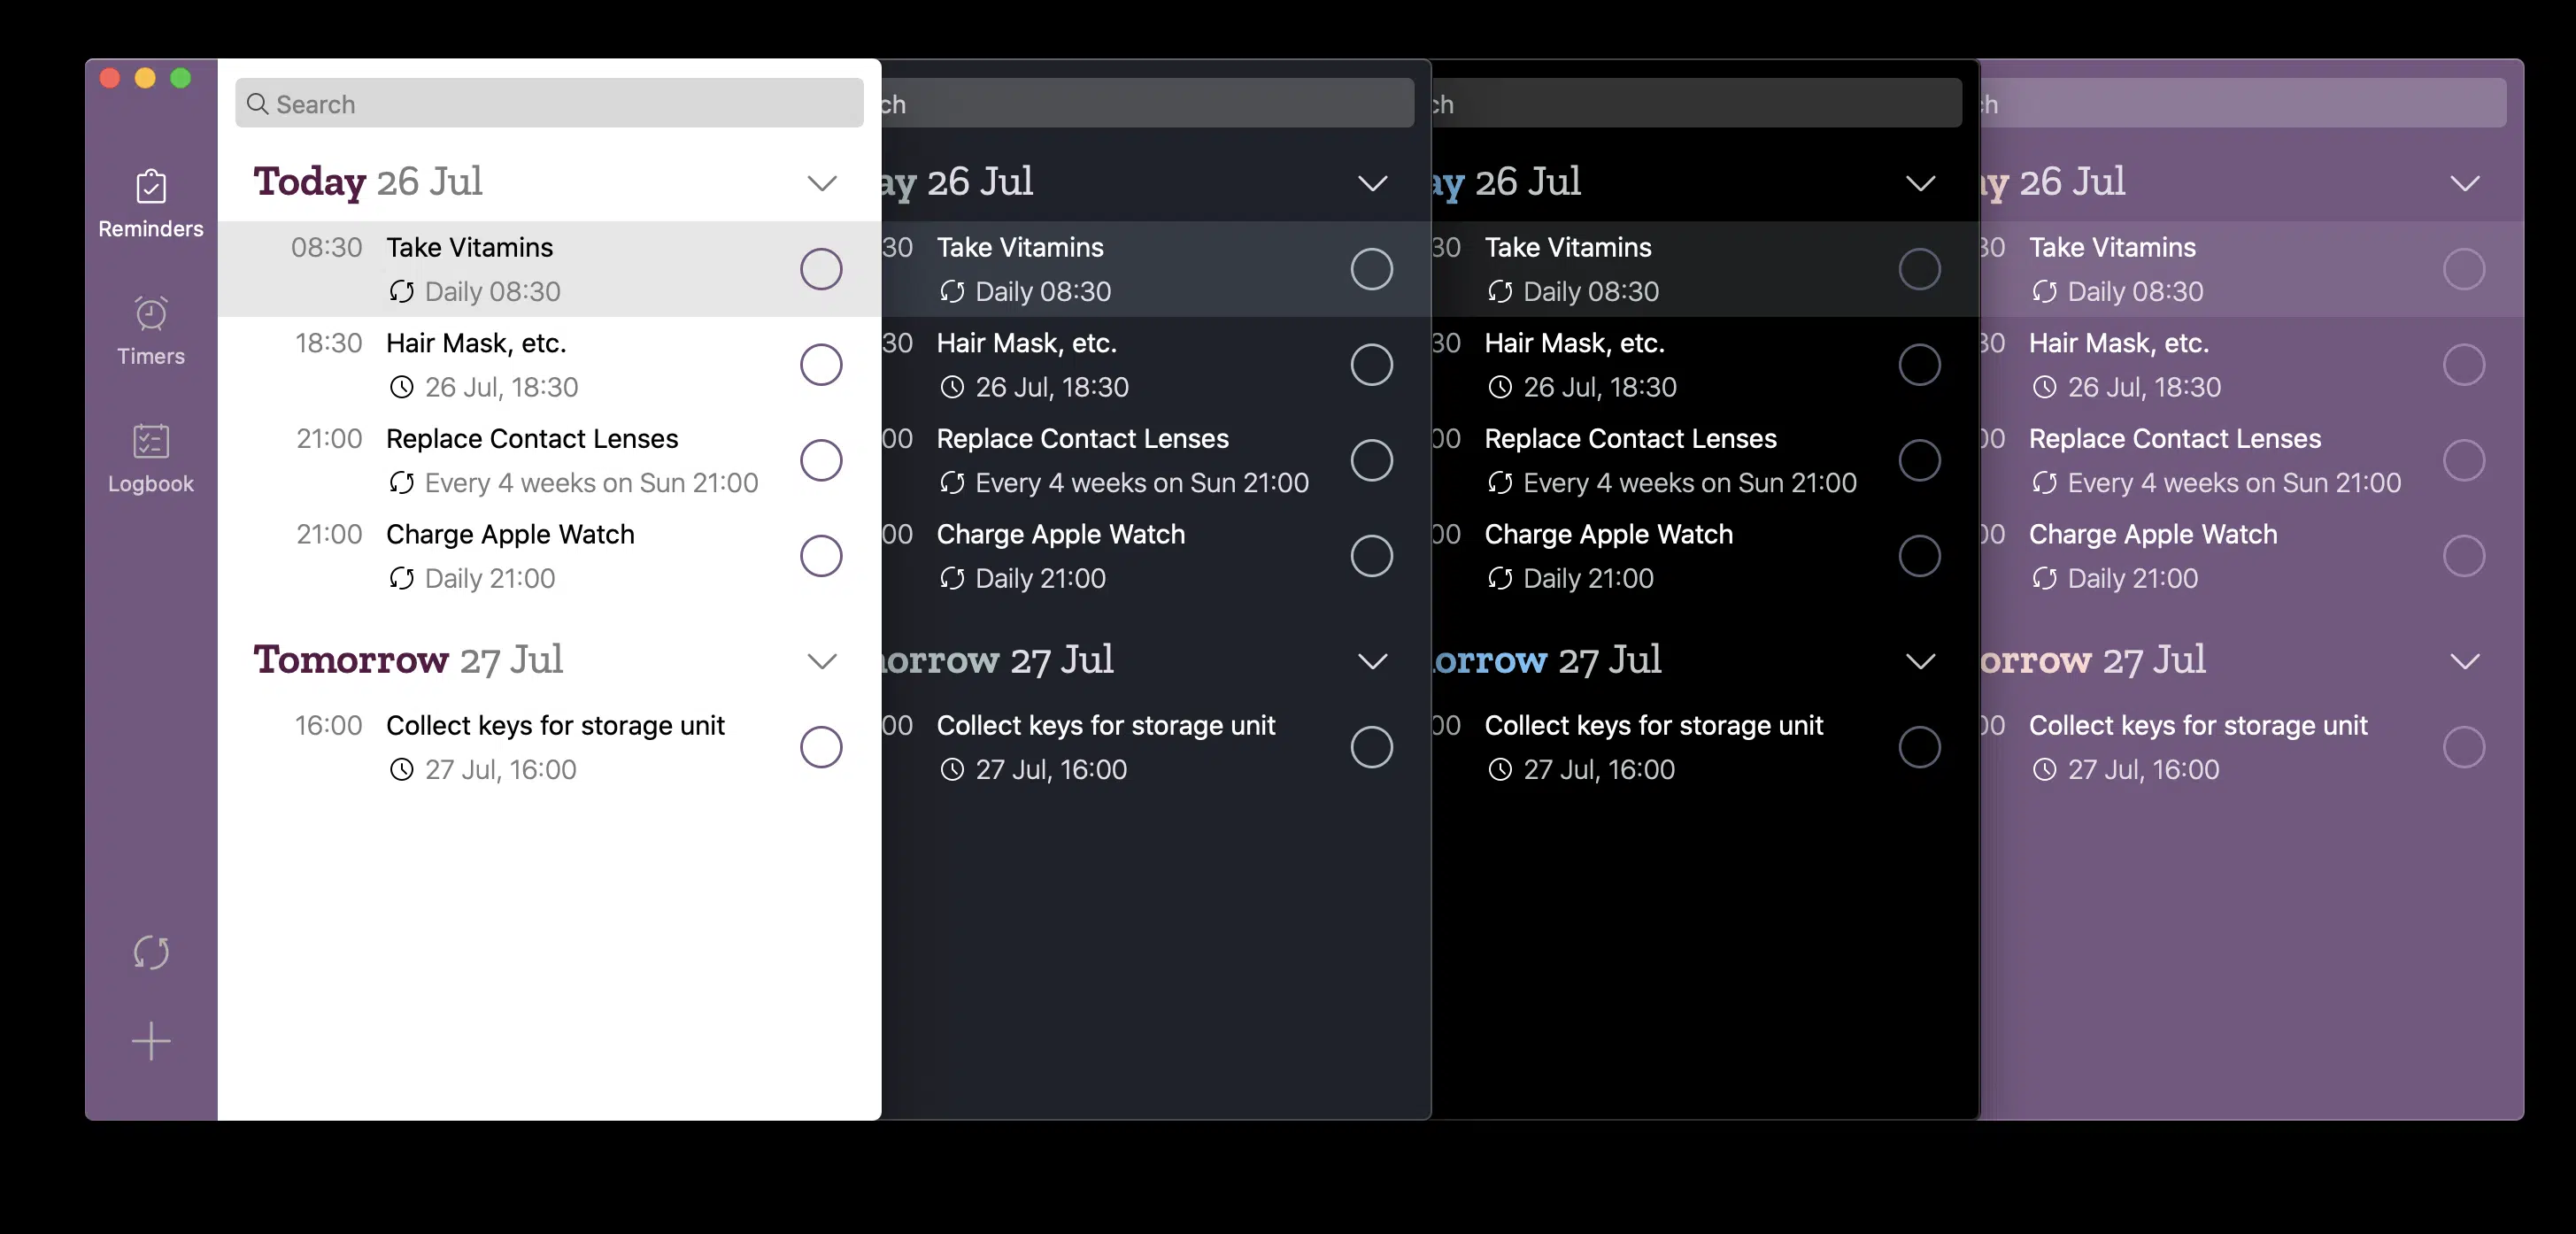 Search
Reminders
Timers
Logbook
Today 26 Jul
08:30 Take Vitamins
Daily 08:30
18:30 Hair Mask, etc.
26 Jul, 18:30
21:00 Replace Contact Lenses
Every 4 weeks on Sun 21:00
21:00 Charge Apple Watch
Daily 21:00
Tomorrow 27 Jul
16:00 Collect keys for storage unit
27 Jul, 16:00
ch
ay 26 Jul
30 Take Vitamins
Daily 08:30
30 Hair Mask, etc.
26 Jul, 18:30
00 Replace Contact Lenses
Every 4 weeks on Sun 21:00
00 Charge Apple Watch
Daily 21:00
orrow 27 Jul
00 Collect keys for storage unit
27 Jul, 16:00
ch
ay 26 Jul
30 Take Vitamins
Daily 08:30
30 Hair Mask, etc.
26 Jul, 18:30
00 Replace Contact Lenses
Every 4 weeks on Sun 21:00
00 Charge Apple Watch
Daily 21:00
orrow 27 Jul
00 Collect keys for storage unit
27 Jul, 16:00
h
y 26 Jul
30 Take Vitamins
Daily 08:30
30 Hair Mask, etc.
26 Jul, 18:30
00 Replace Contact Lenses
Every 4 weeks on Sun 21:00
00 Charge Apple Watch
Daily 21:00
orrow 27 Jul
00 Collect keys for storage unit
27 Jul, 16:00